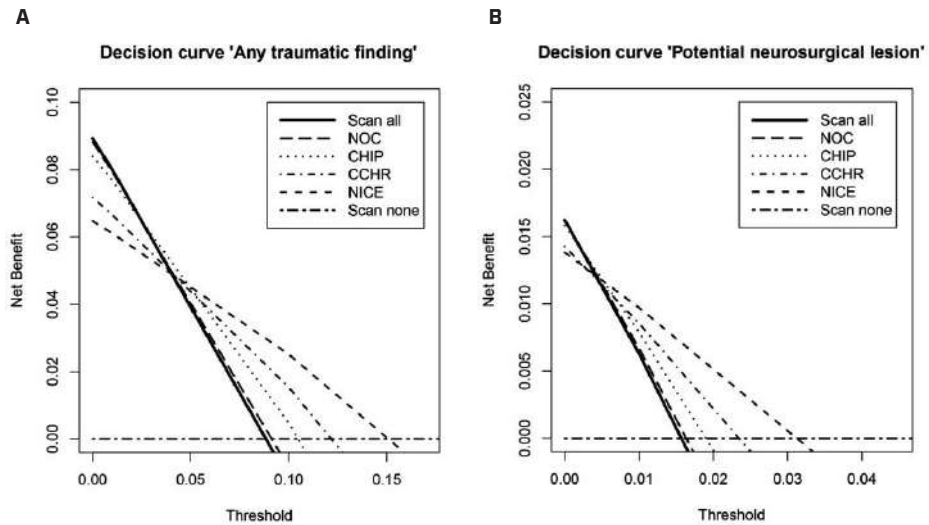 A
Decision curve 'Any traumatic finding'
Net Benefit
0.10
0.08
0.06
0.04
0.02
0.00
0.00 0.05 0.10 0.15
Threshold
Scan all
NOC
CHIP
CCHR
NICE
Scan none
B
Decision curve 'Potential neurosurgical lesion'
Net Benefit
0.025
0.020
0.015
0.010
0.005
0.000
0.00 0.01 0.02 0.03 0.04
Threshold
Scan all
NOC
CHIP
CCHR
NICE
Scan none